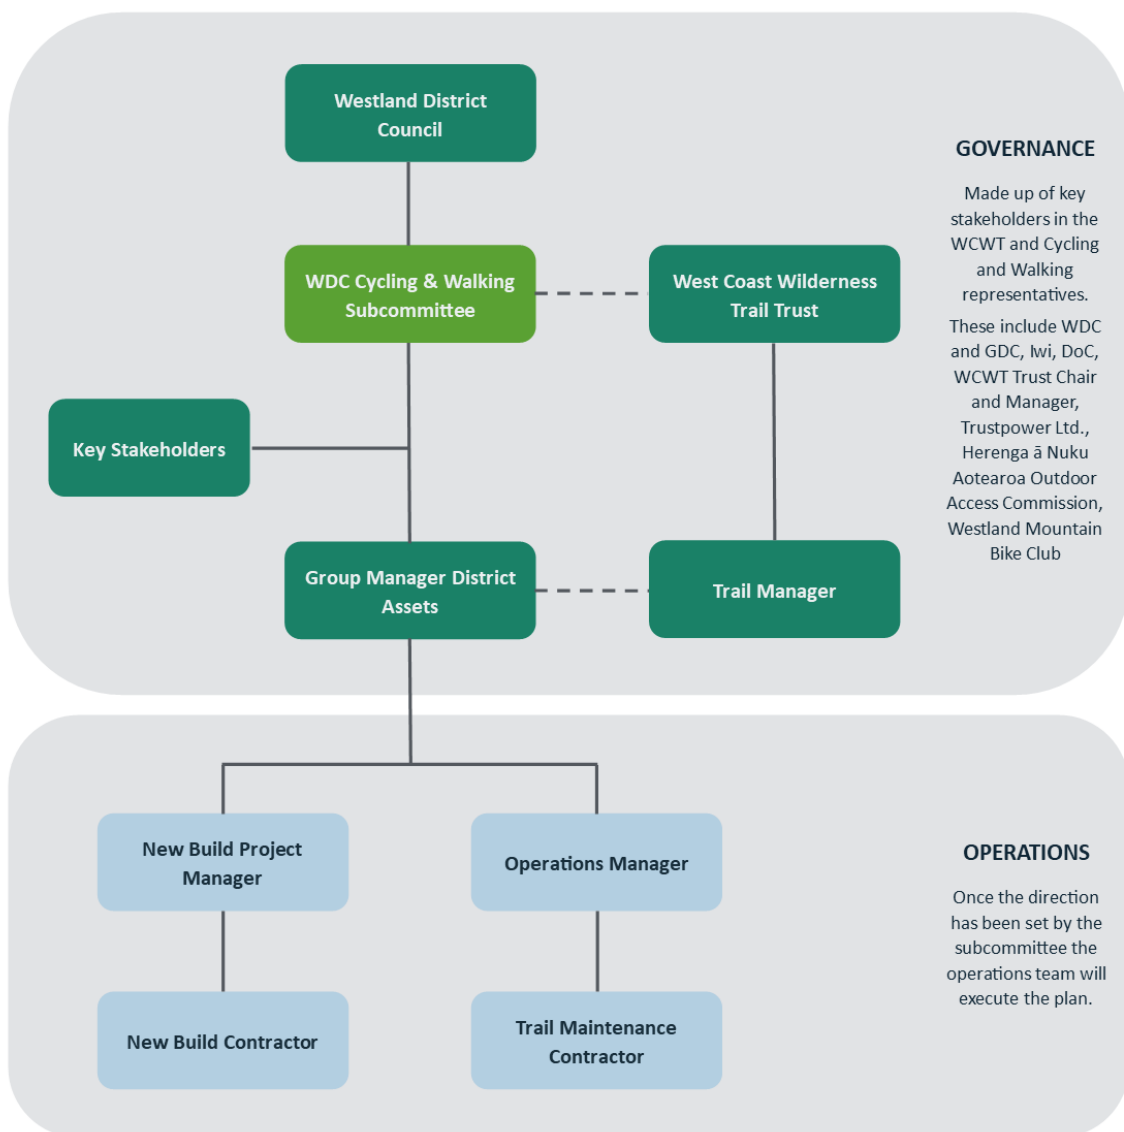 Westland District
Council
GOVERNANCE
Made up of key
stakeholders in the
WCWT and Cycling
and Walking
representatives.
These include WDC
and GDC, Iwi, DoC,
WCWT Trust Chair
and Manager,
Trustpower Ltd.,
Herenga ā Nuku
Aotearoa Outdoor
Access Commission,
Westland Mountain
Bike Club
WDC Cycling & Walking
Subcommittee
West Coast Wilderness
Trail Trust
Key Stakeholders
Group Manager District
Assets
Trail Manager
New Build Project
Manager
Operations Manager
OPERATIONS
Once the direction
has been set by the
subcommittee the
operations team will
execute the plan.
New Build Contractor
Trail Maintenance
Contractor